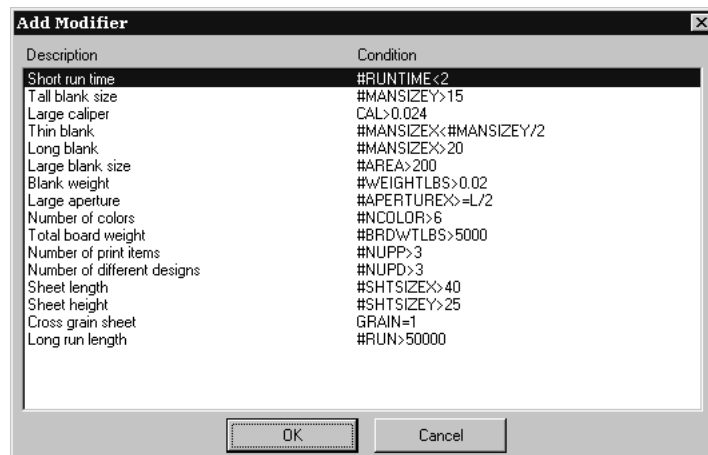 Add Modifier
Description Condition
Short run time #RUNTIME<2
Tall blank size #MANSIZEY>15
Large caliper CAL>0.024
Thin blank #MANSIZEX<#MANSIZEY/2
Long blank #MANSIZEX>20
Large blank size #AREA>200
Blank weight #WEIGHTLBS>0.02
Large aperture #APERTUREX>=L/2
Number of colors #NCOLOR>6
Total board weight #BRDWTLBS>5000
Number of print items #NUPP>3
Number of different designs #NUPD>3
Sheet length #SHTSIZEX>40
Sheet height #SHTSIZEY>25
Cross grain sheet GRAIN=1
Long run length #RUN>50000
OK Cancel